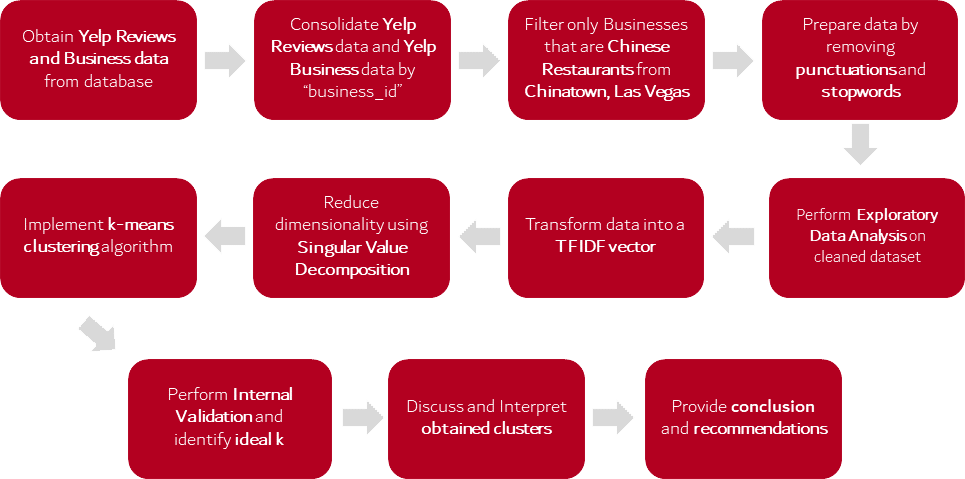 Obtain Yelp Reviews
and Business data
from database
Consolidate Yelp
Reviews data and Yelp
Business data by
“business_id”
Filter only Businesses
that are Chinese
Restaurants from
Chinatown, Las Vegas
Prepare data by
removing
punctuations and
stopwords
Perform Exploratory
Data Analysis on
cleaned dataset
Transform data into a
TFIDF vector
Reduce
dimensionality using
Singular Value
Decomposition
Implement k-means
clustering algorithm
Perform Internal
Validation and
identify ideal k
Discuss and Interpret
obtained clusters
Provide conclusion
and recommendations